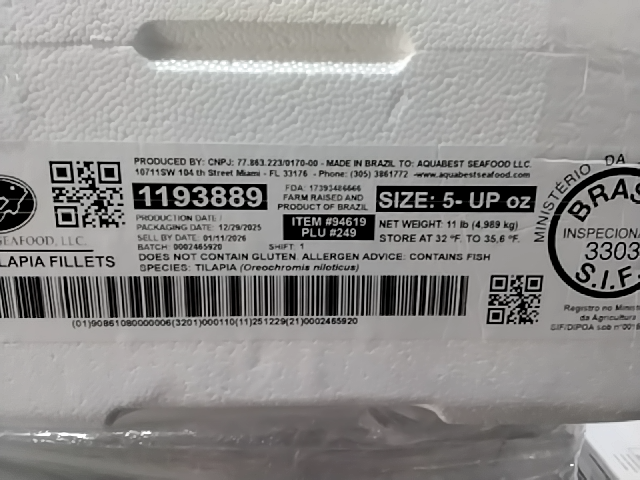 PRODUCED BY: CNPJ: 77.863.223/0170-00 - MADE IN BRAZIL TO: AQUABEST SEAFOOD LLC.
10711SW 104 th Street Miami - FL 33176 - Phone: (305) 3861772 -www.aquabestseafood.com
1193889
FDA: 17393486666
FARM RAISED AND
PRODUCT OF BRAZIL
SIZE: 5- UP oz
PRODUCTION DATE /
PACKAGING DATE: 12/29/2025
SELL BY DATE: 01/11/2026
BATCH: 0002465920
SHIFT: 1
ITEM #94619
PLU #249
NET WEIGHT: 11 lb (4,989 kg)
STORE AT 32 °F. TO 35,6 °F.
DOES NOT CONTAIN GLUTEN. ALLERGEN ADVICE: CONTAINS FISH
SPECIES: TILAPIA (Oreochromis niloticus)
SEAFOOD, LLC.
LAPIA FILLETS
(01)90861080000006(3201)000110(11)251229(21)0002465920
MINISTÉRIO DA
BRAS
INSPECIONA
3303
S.I.F.
Registro no Minist
da Agricultura
SIF/DIPOA sob nº